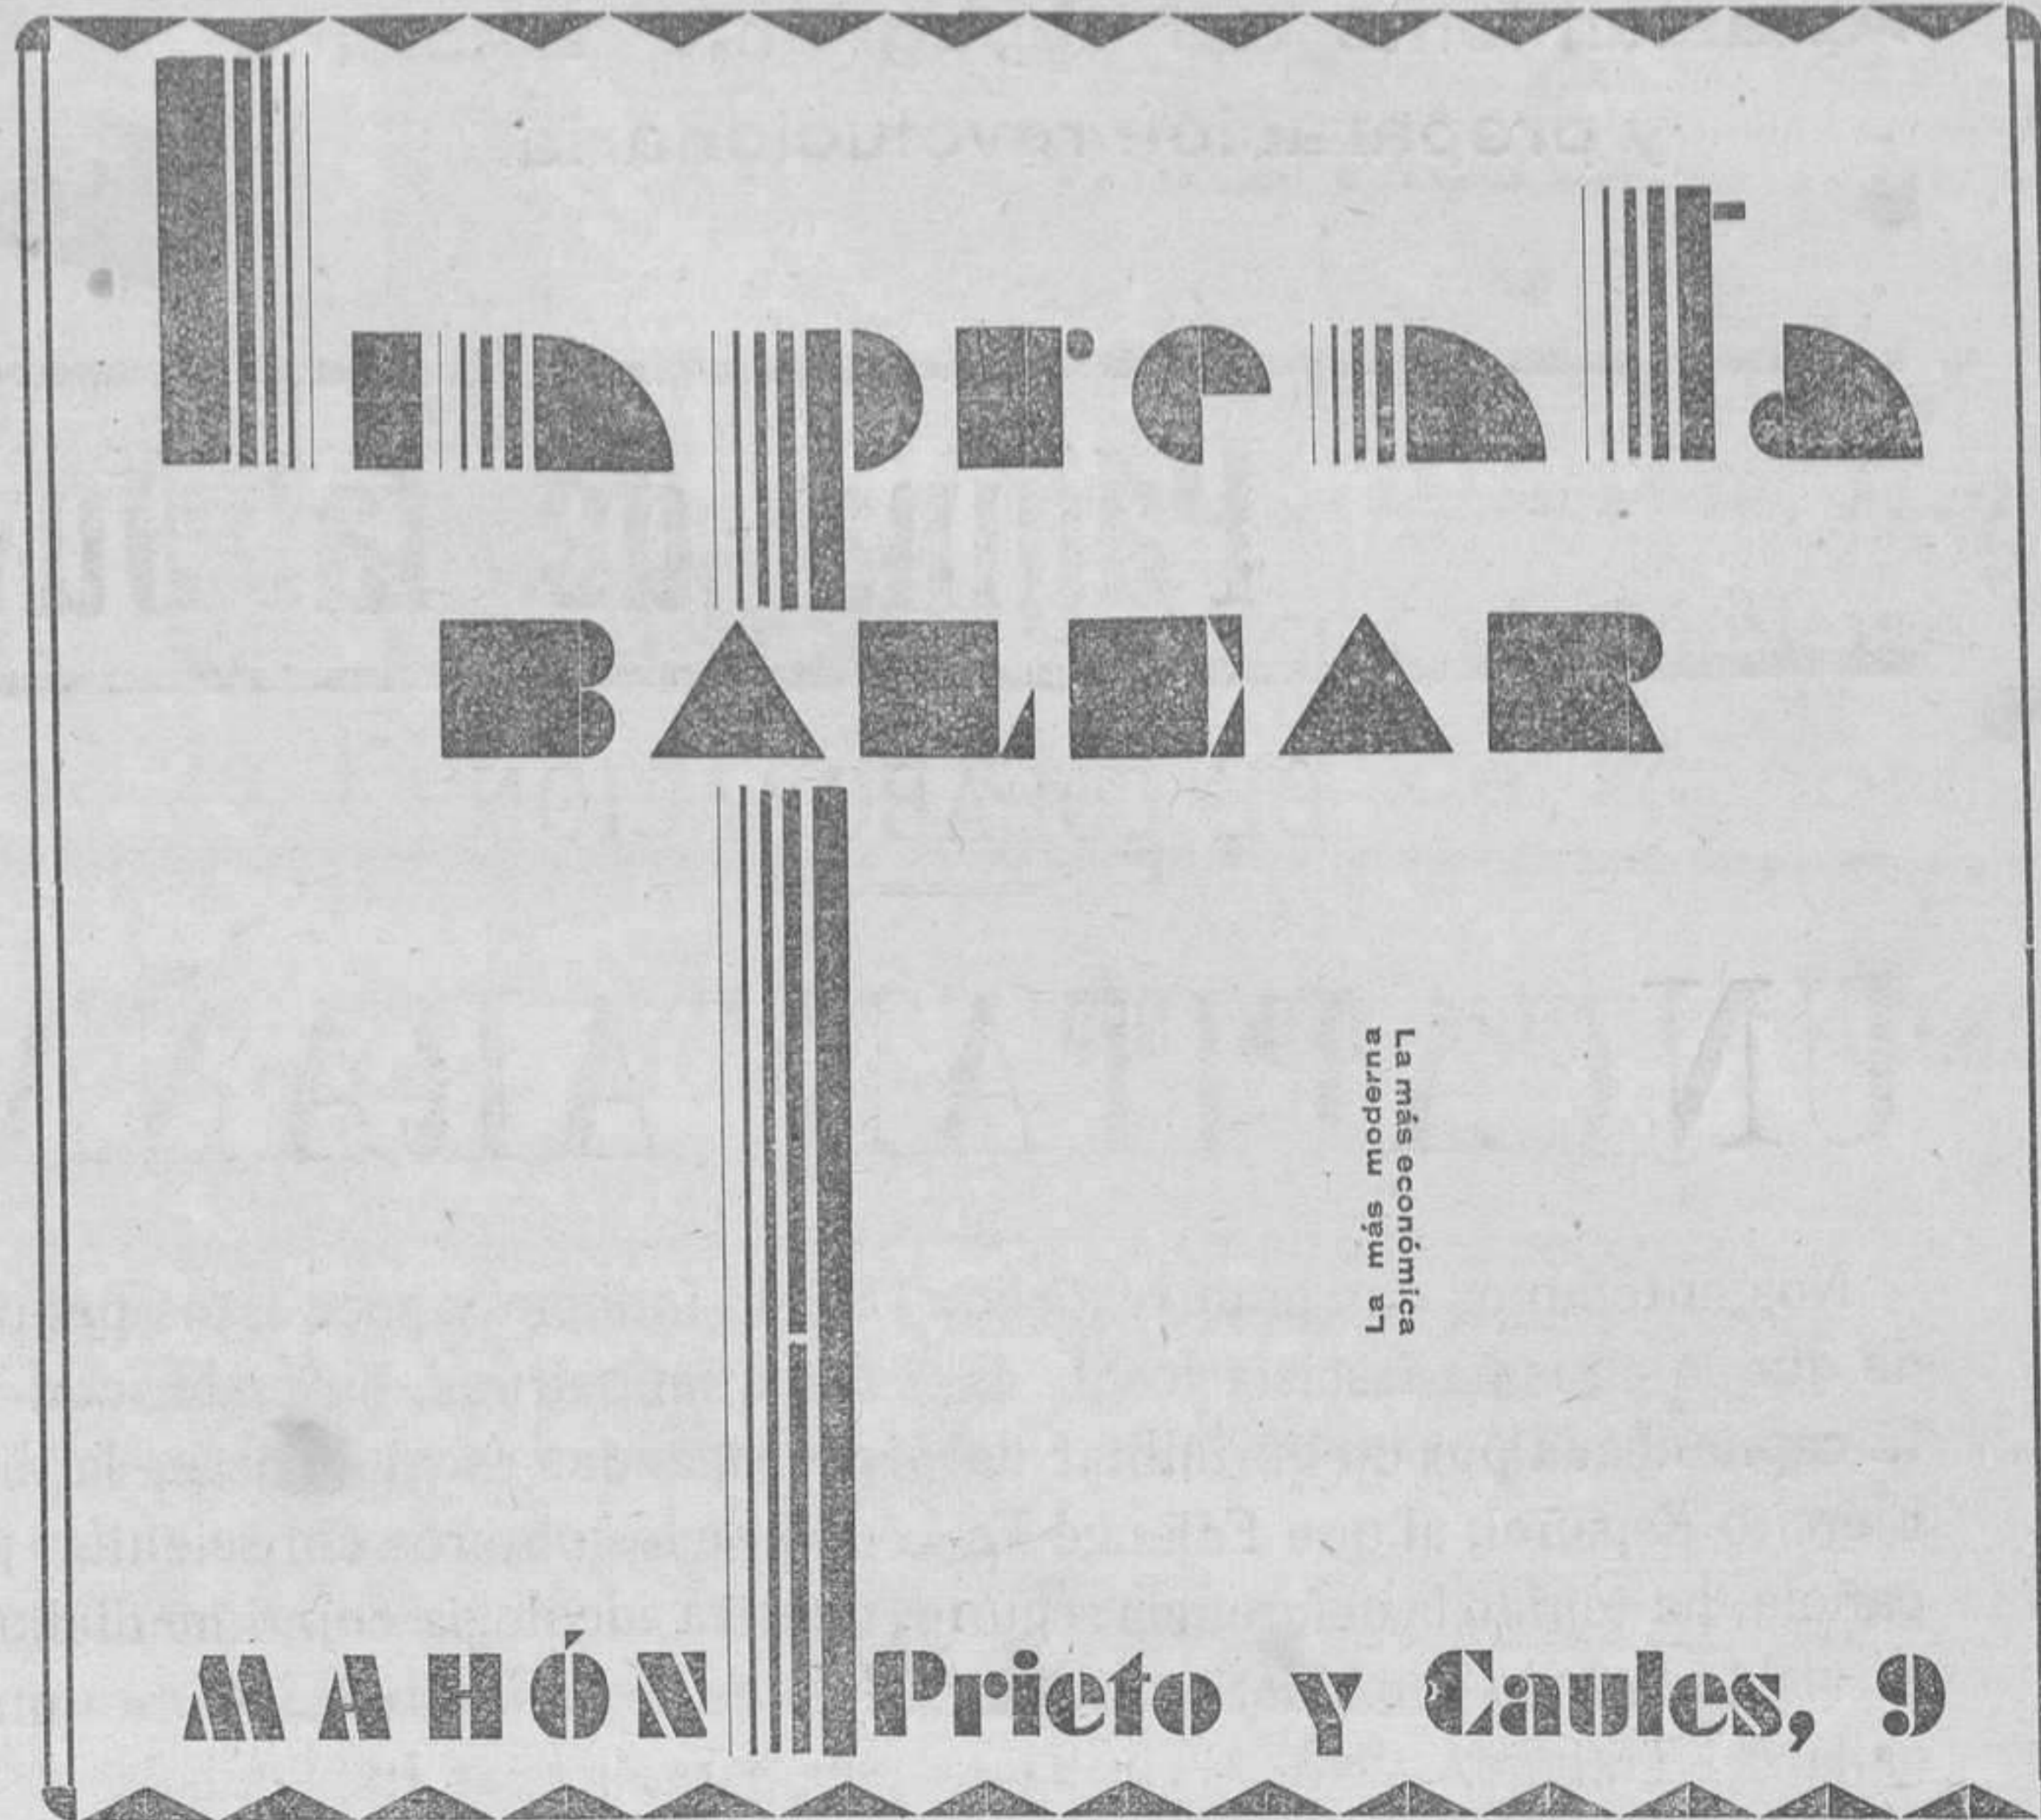 Imprenta
BALEAR
La más económica
La más moderna
MAHÓN Prieto y Caules, 9